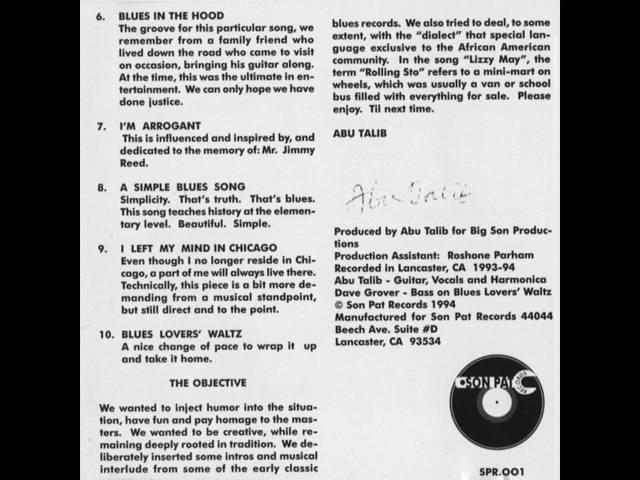 6. BLUES IN THE HOOD
The groove for this particular song, we
remember from a family friend who
lived down the road who came to visit
on occasion, bringing his guitar along.
At the time, this was the ultimate in en-
tertainment. We can only hope we have
done justice.
7. I'M ARROGANT
This is influenced and inspired by, and
dedicated to the memory of: Mr. Jimmy
Reed.
8. A SIMPLE BLUES SONG
Simplicity. That's truth. That's blues.
This song teaches history at the elemen-
tary level. Beautiful. Simple.
9. I LEFT MY MIND IN CHICAGO
Even though I no longer reside in Chi-
cago, a part of me will always live there.
Technically, this piece is a bit more de-
manding from a musical standpoint,
but still direct and to the point.
10. BLUES LOVERS' WALTZ
A nice change of pace to wrap it up
and take it home.
THE OBJECTIVE
We wanted to inject humor into the situa-
tion, have fun and pay homage to the mas-
ters. We wanted to be creative, while re-
maining deeply rooted in tradition. We de-
liberately inserted some intros and musical
interlude from some of the early classic
blues records. We also tried to deal, to some
extent, with the "dialect" that special lan-
guage exclusive to the African American
community. In the song "Lizzy May", the
term "Rolling Sto" refers to a mini-mart on
wheels, which was usually a van or school
bus filled with everything for sale. Please
enjoy. Til next time.
ABU TALIB
Abu Talib
Produced by Abu Talib for Big Son Produc-
tions
Production Assistant: Roshone Parham
Recorded in Lancaster, CA 1993-94
Abu Talib - Guitar, Vocals and Harmonica
Dave Grover - Bass on Blues Lovers' Waltz
© Son Pat Records 1994
Manufactured for Son Pat Records 44044
Beech Ave. Suite #D
Lancaster, CA 93534
SON PAT RECORDS
SPR.OO1